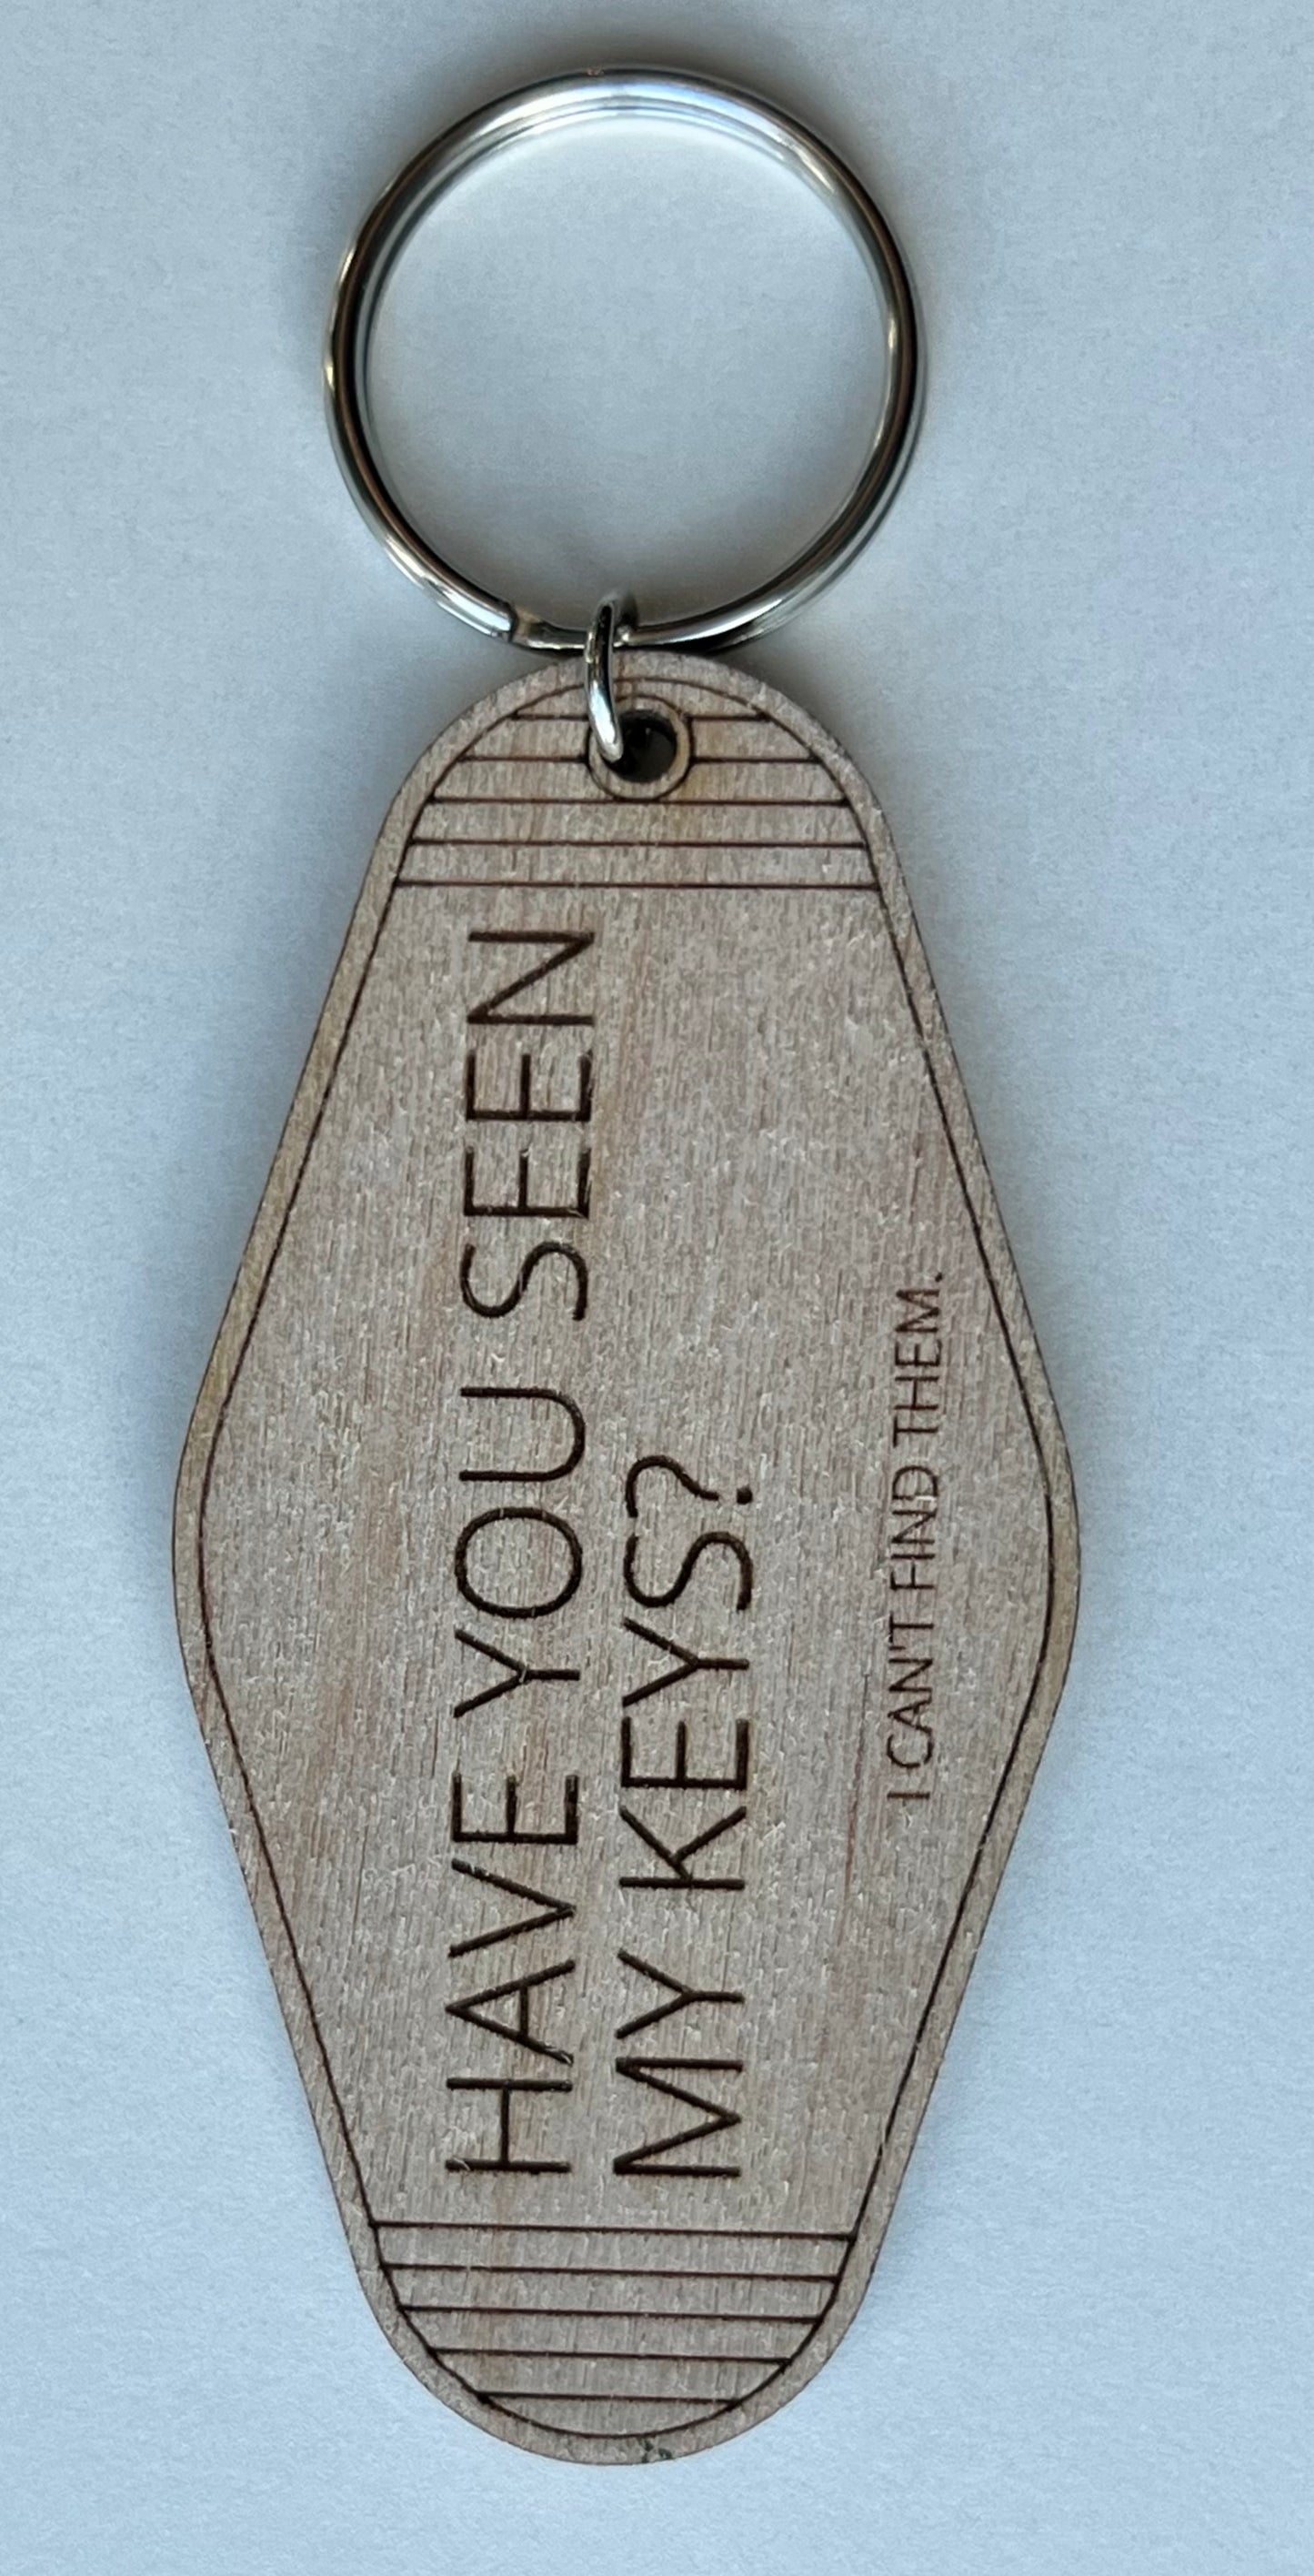 HAVE YOU SEEN
MY KEYS?
I CAN'T FIND THEM.